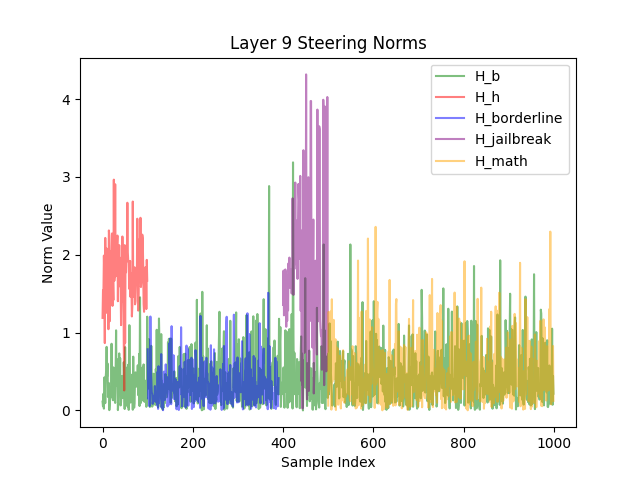 Layer 9 Steering Norms
H_b
H_h
H_borderline
H_jailbreak
H_math
Norm Value
4
3
2
1
0
0 200 400 600 800 1000
Sample Index